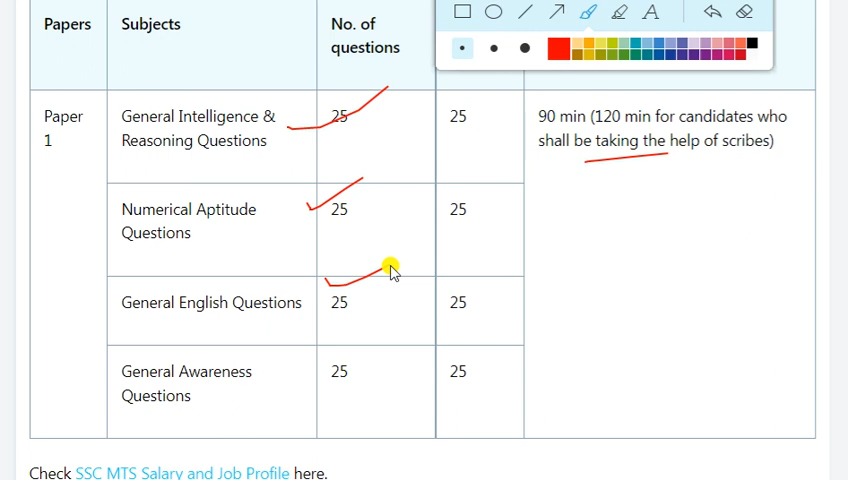 Papers
Subjects
No. of
questions
A
Paper
1
General Intelligence &
Reasoning Questions
25
25
90 min (120 min for candidates who
shall be taking the help of scribes)
Numerical Aptitude
Questions
25
25
General English Questions
25
25
General Awareness
Questions
25
25
Check SSC MTS Salary and Job Profile here.